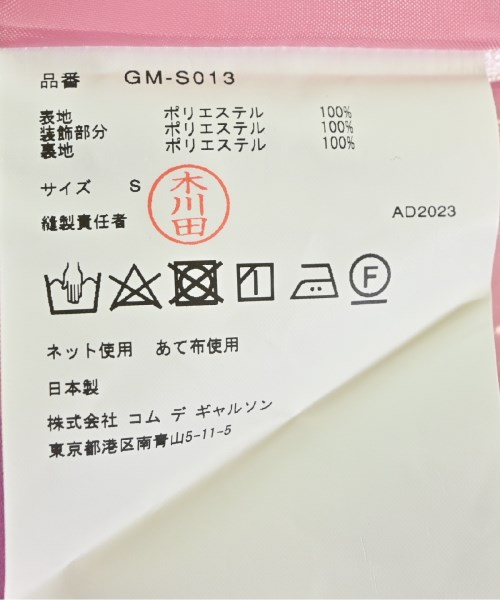 品番 GM-S013
表地 ポリエステル 100%
装飾部分 ポリエステル 100%
裏地 ポリエステル 100%
サイズ S
木川田
縫製責任者
AD2023
F
ネット使用 あて布使用
日本製
株式会社 コム デ ギャルソン
東京都港区南青山5-11-5